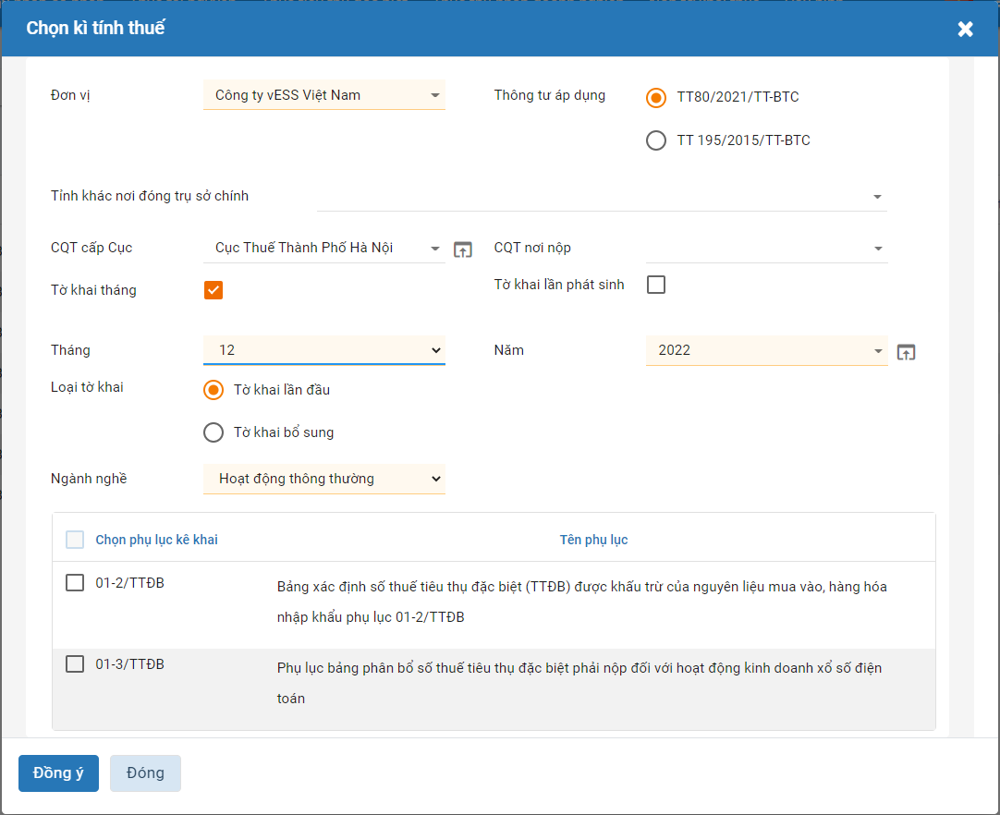 Chọn kì tính thuế
Đơn vị
Công ty vESS Việt Nam
Thông tư áp dụng
TT80/2021/TT-BTC
TT 195/2015/TT-BTC
Tỉnh khác nơi đóng trụ sở chính
CQT cấp Cục
Cục Thuế Thành Phố Hà Nội
CQT nơi nộp
Tờ khai tháng
Tờ khai lần phát sinh
Tháng
12
Năm
2022
Loại tờ khai
Tờ khai lần đầu
Tờ khai bổ sung
Ngành nghề
Hoạt động thông thường
Chọn phụ lục kê khai
Tên phụ lục
01-2/TTĐB
Bảng xác định số thuế tiêu thụ đặc biệt (TTĐB) được khấu trừ của nguyên liệu mua vào, hàng hóa
nhập khẩu phụ lục 01-2/TTĐB
01-3/TTĐB
Phụ lục bảng phân bổ số thuế tiêu thụ đặc biệt phải nộp đối với hoạt động kinh doanh xổ số điện
toán
Đồng ý
Đóng